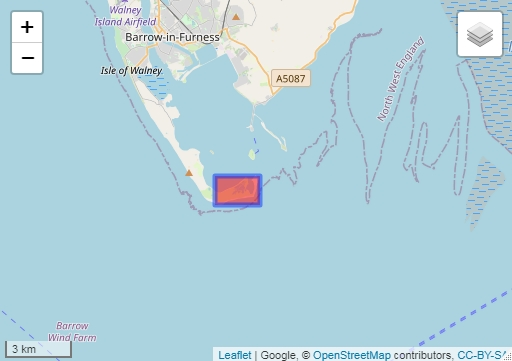 +
−
Walney
Island Airfield
Barrow-in-Furness
Isle of Walney
A5087
North West England
Barrow
Wind Farm
3 km
Leaflet | Google, © OpenStreetMap contributors, CC-BY-S